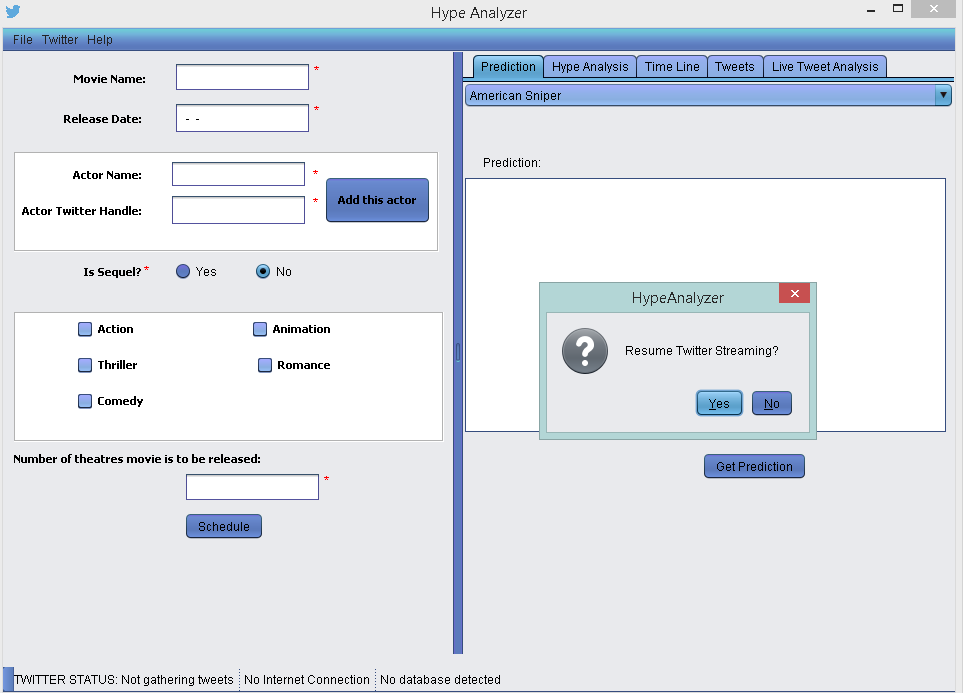 Hype Analyzer
File Twitter Help
Movie Name: *
Release Date: - - *
Actor Name: *
Actor Twitter Handle: *
Add this actor
Is Sequel? * Yes No
Action Animation
Thriller Romance
Comedy
Number of theatres movie is to be released:
*
Schedule
Prediction Hype Analysis Time Line Tweets Live Tweet Analysis
American Sniper
Prediction:
HypeAnalyzer
? Resume Twitter Streaming?
Yes No
Get Prediction
TWITTER STATUS: Not gathering tweets No Internet Connection No database detected